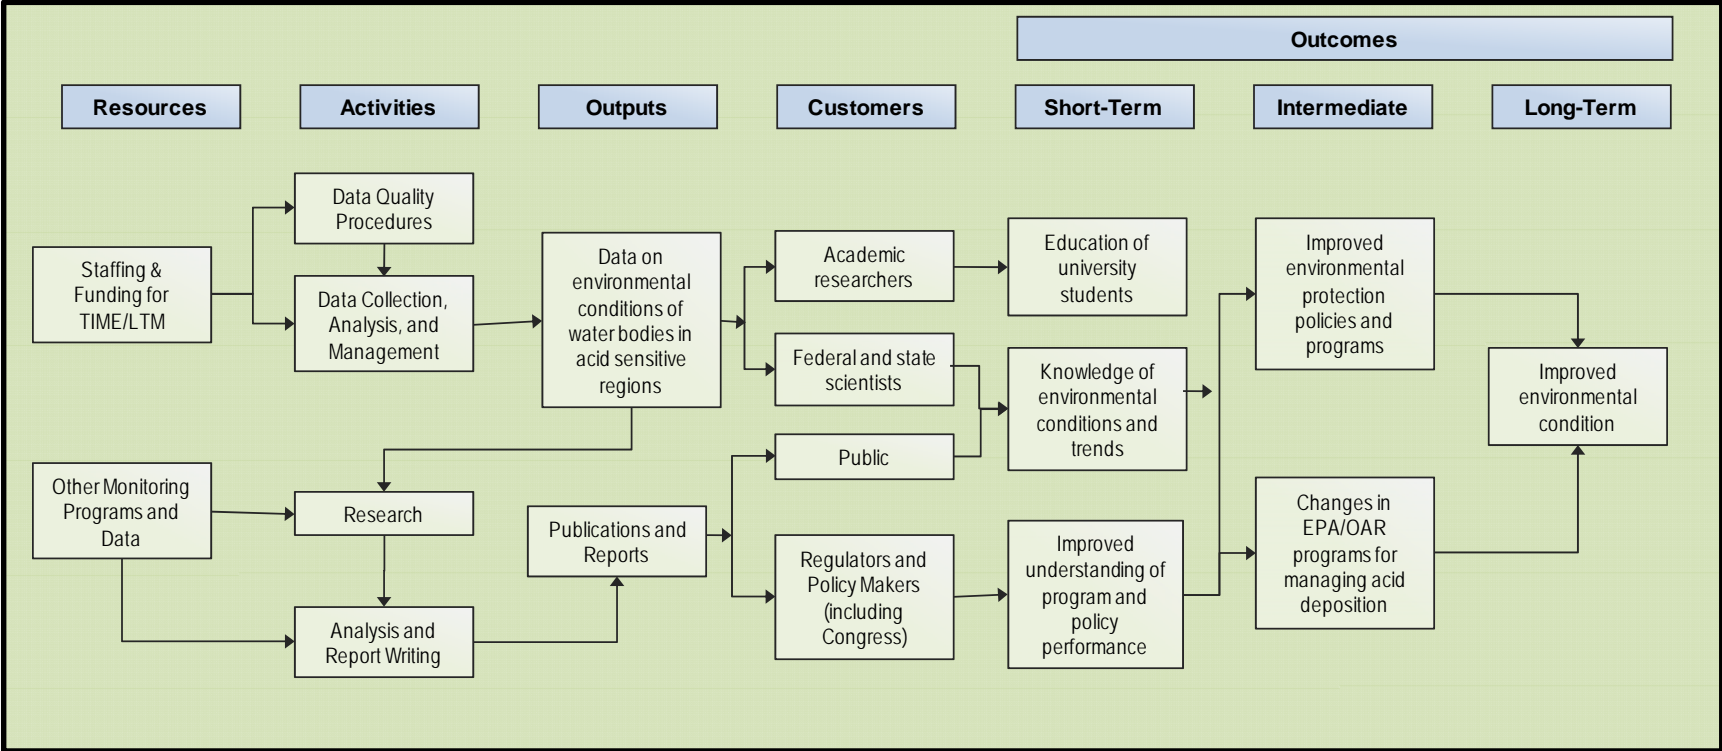 Outcomes
Resources
Activities
Outputs
Customers
Short-Term
Intermediate
Long-Term
Staffing &
Funding for
TIME/LTM
Other Monitoring
Programs and
Data
Data Quality
Procedures
Data Collection,
Analysis, and
Management
Research
Analysis and
Report Writing
Data on
environmental
conditions of
water bodies in
acid sensitive
regions
Publications and
Reports
Academic
researchers
Federal and state
scientists
Public
Regulators and
Policy Makers
(including
Congress)
Education of
university
students
Knowledge of
environmental
conditions and
trends
Improved
understanding of
program and
policy
performance
Improved
environmental
protection
policies and
programs
Changes in
EPA/OAR
programs for
managing acid
deposition
Improved
environmental
condition